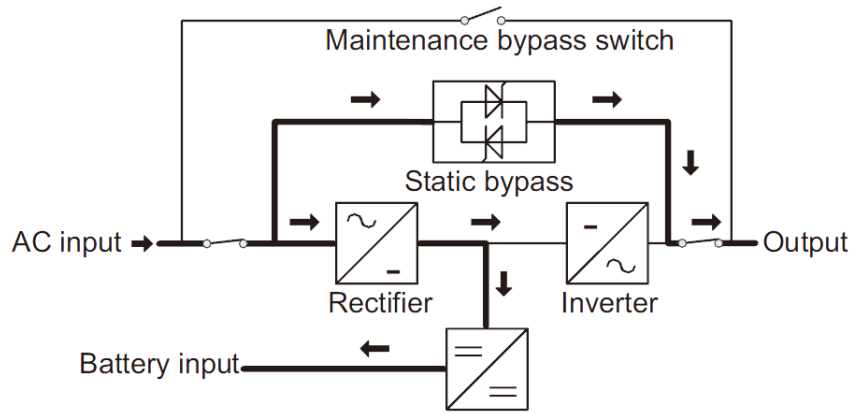 Maintenance bypass switch
Static bypass
AC input
Output
Rectifier
Inverter
Battery input